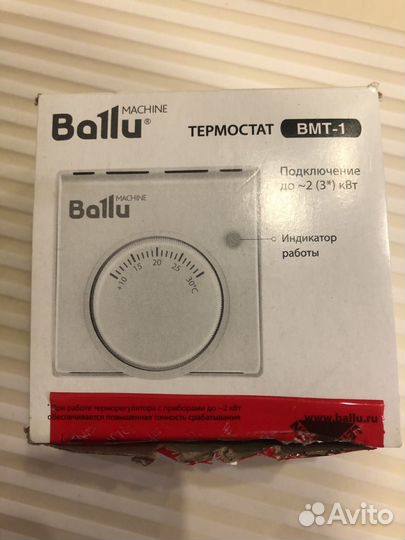 MACHINE
Ballu®
ТЕРМОСТАТ BMT-1
Подключение
до ~2 (3*) кВт
MACHINE
Ballu
Индикатор
работы
+10 15 20 25 30°C
*При работе терморегулятора с приборами до ~2 кВт
обеспечивается повышенная точность срабатывания
www.ballu.ru
Avito